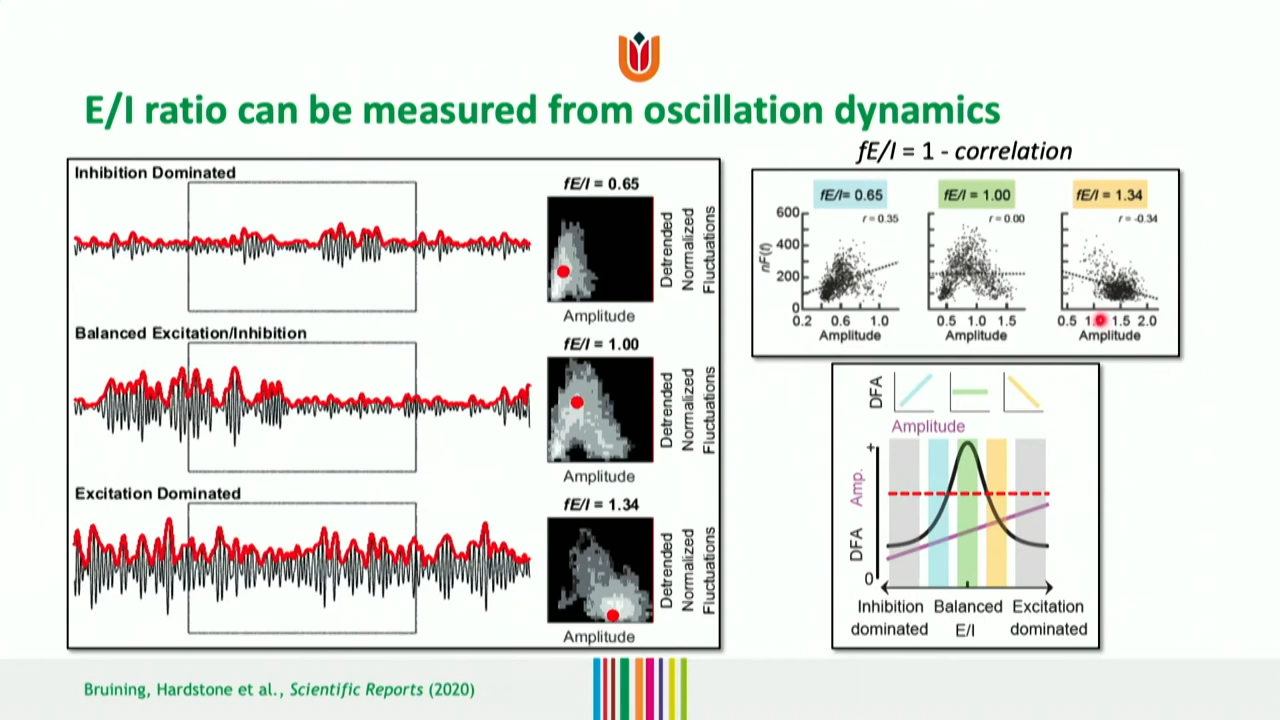 E/I ratio can be measured from oscillation dynamics
Inhibition Dominated
fE/I = 0.65
Detrended
Normalized
Fluctuations
Amplitude
Balanced Excitation/Inhibition
fE/I = 1.00
Detrended
Normalized
Fluctuations
Amplitude
Excitation Dominated
fE/I = 1.34
Detrended
Normalized
Fluctuations
Amplitude
fE/I = 1 - correlation
fE/I= 0.65
fE/I = 1.00
fE/I = 1.34
r = 0.35
r = 0.00
r = -0.34
nF(t)
600
400
200
0
0.2 0.6 1.0
0.5 1.0 1.5
0.5 1.5 2.0
Amplitude
Amplitude
Amplitude
DFA
Amplitude
+
Amp.
DFA
0
Inhibition dominated
Balanced E/I
Excitation dominated
Bruining, Hardstone et al., Scientific Reports (2020)